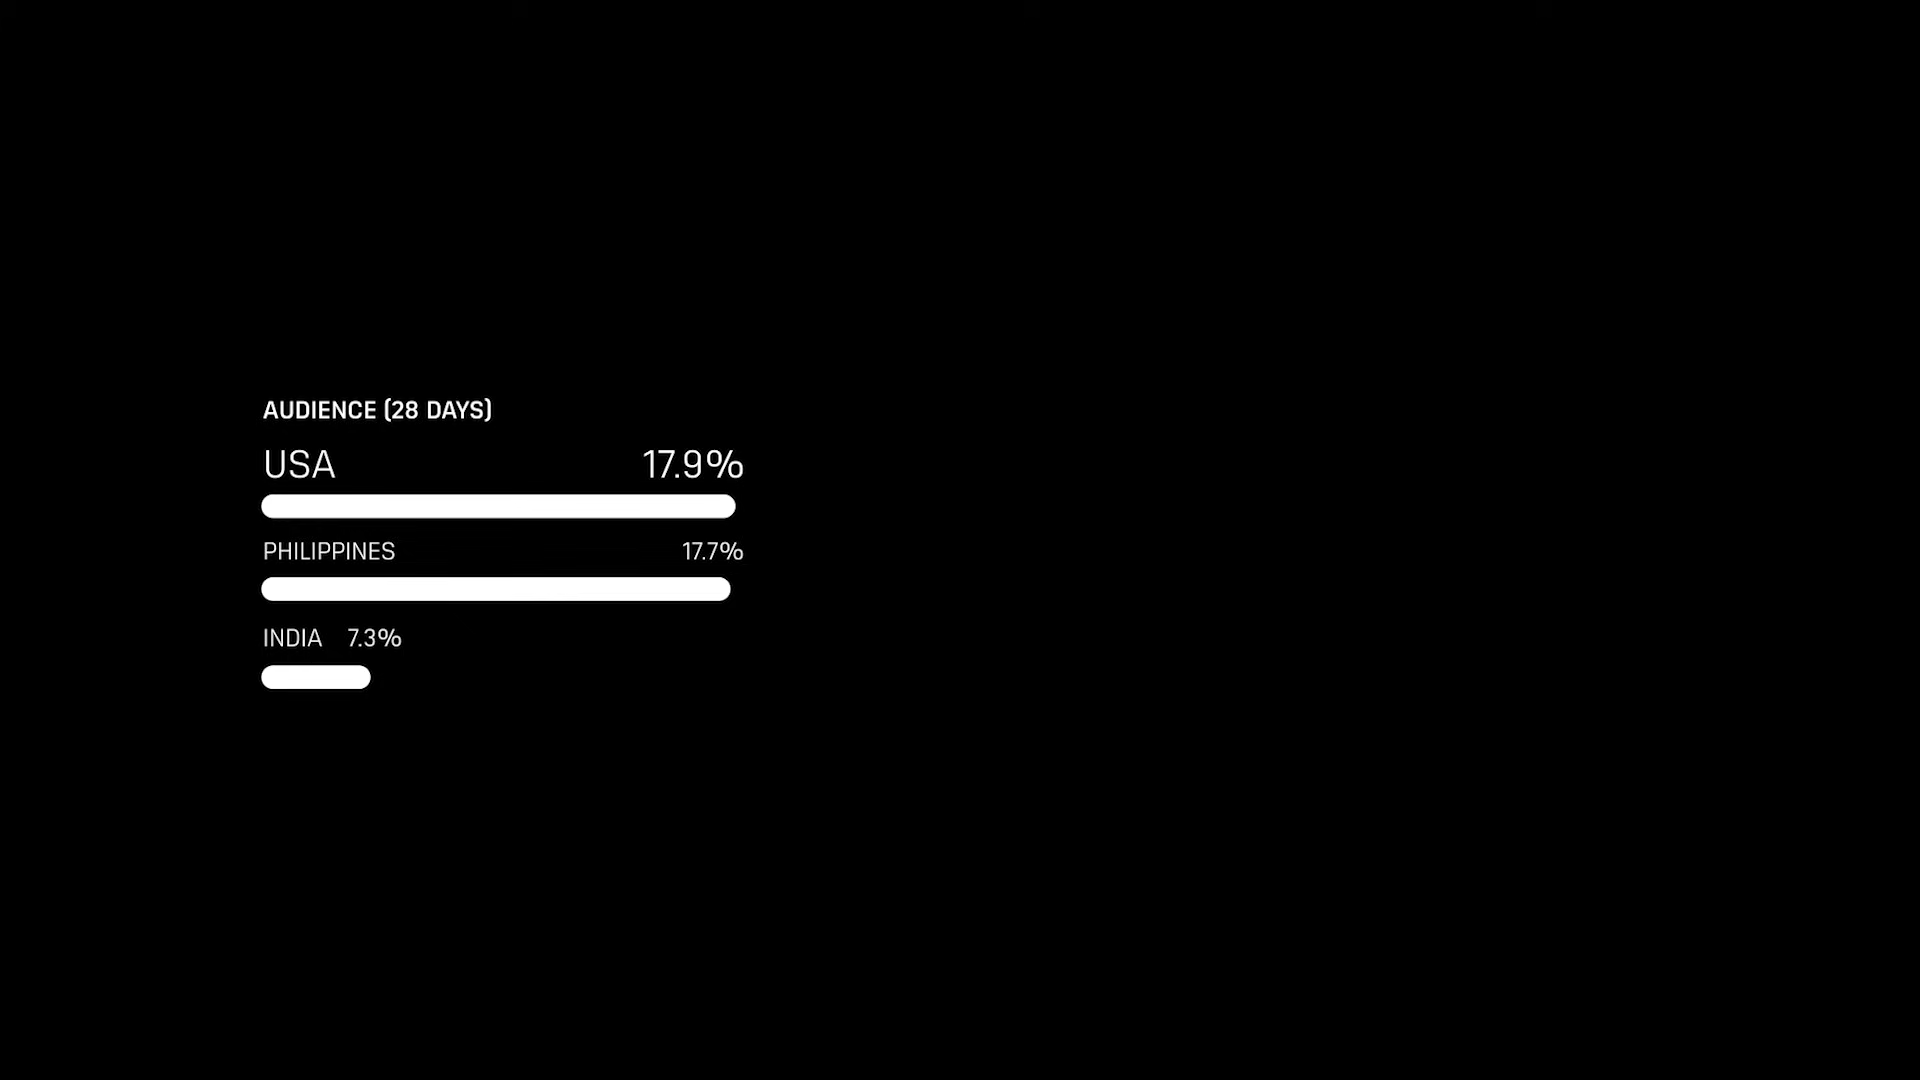 AUDIENCE (28 DAYS)
USA 17.9%
PHILIPPINES 17.7%
INDIA 7.3%